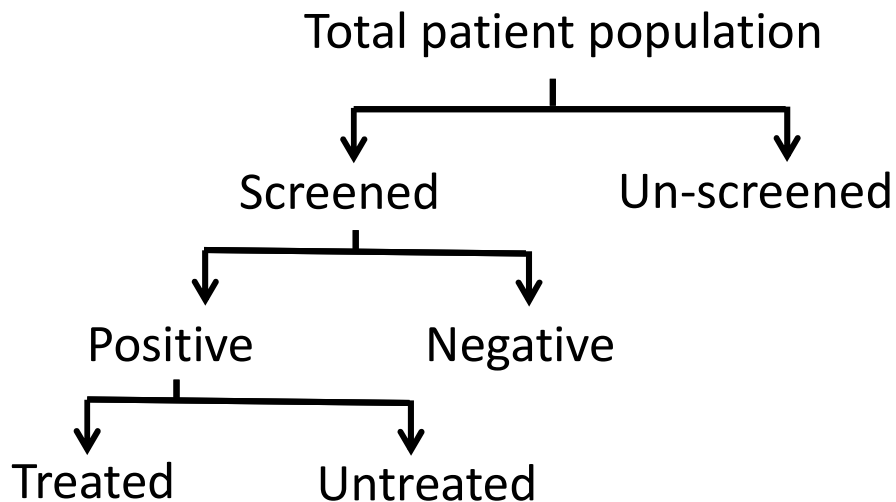 Total patient population
Screened
Un-screened
Positive
Negative
Treated
Untreated